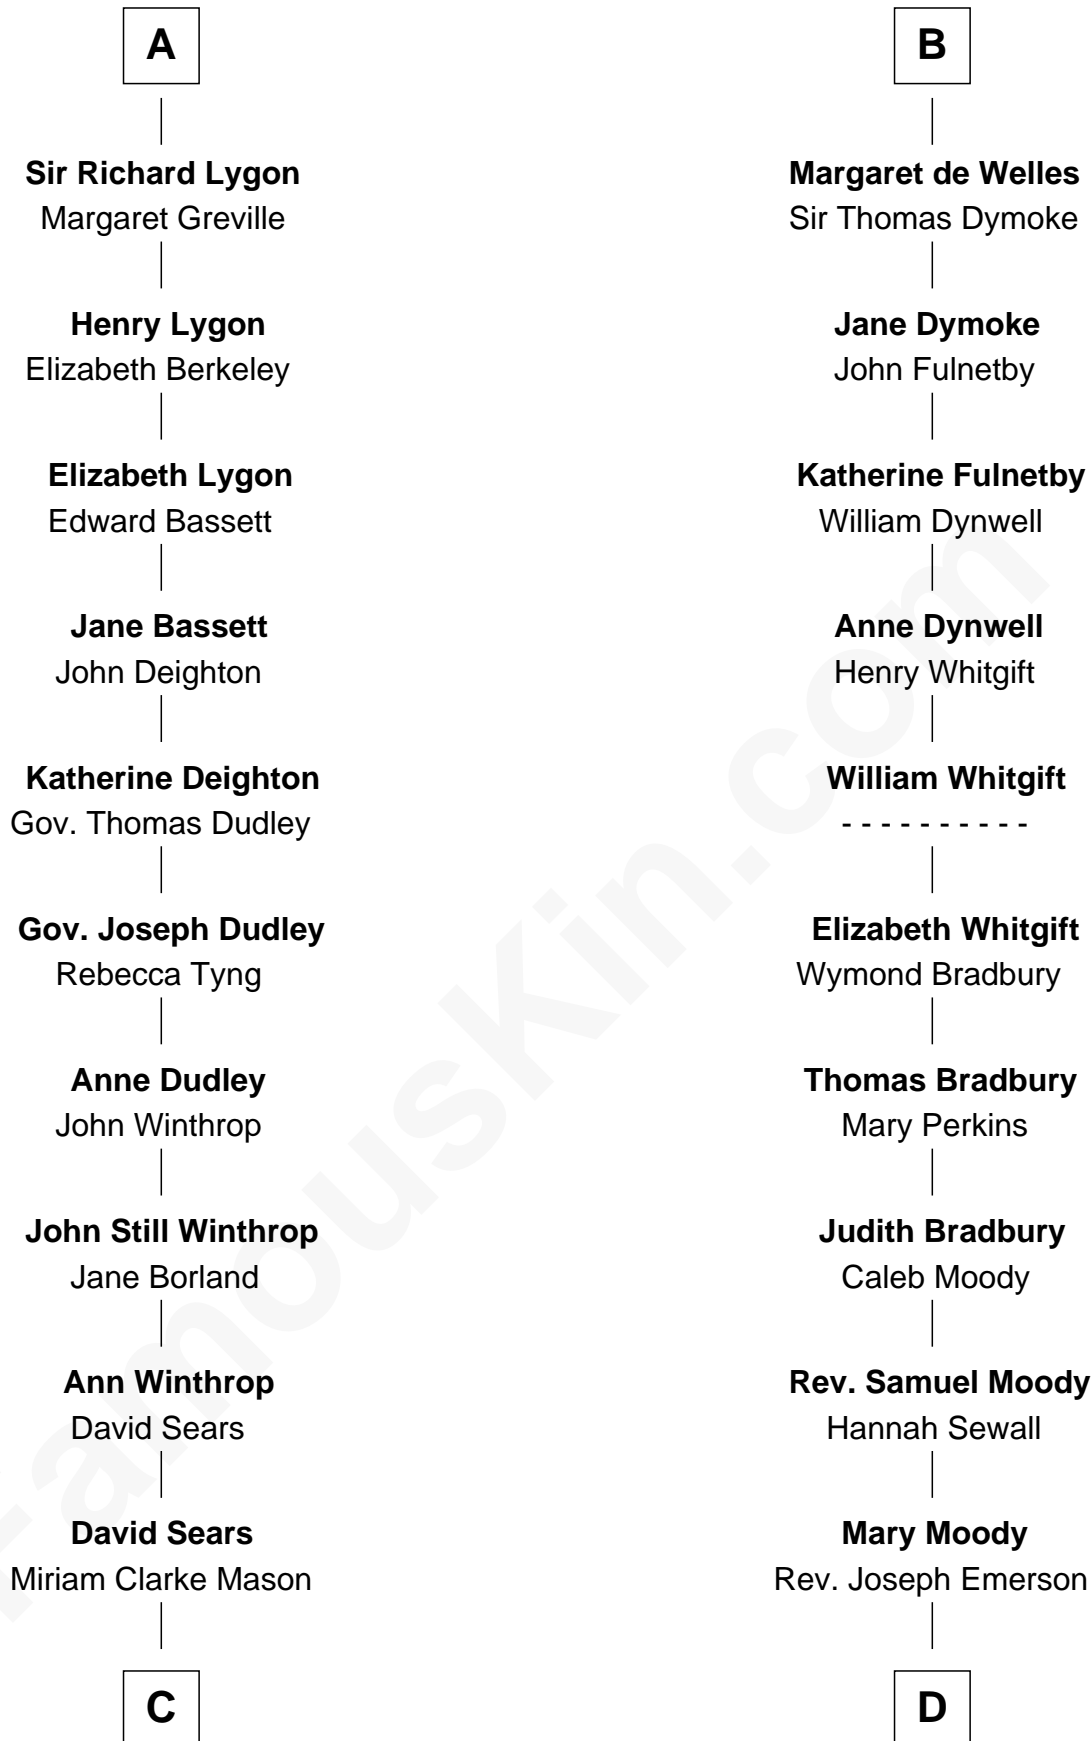 A
Sir Richard Lygon
Margaret Greville
Henry Lygon
Elizabeth Berkeley
Elizabeth Lygon
Edward Bassett
Jane Bassett
John Deighton
Katherine Deighton
Gov. Thomas Dudley
Gov. Joseph Dudley
Rebecca Tyng
Anne Dudley
John Winthrop
John Still Winthrop
Jane Borland
Ann Winthrop
David Sears
David Sears
Miriam Clarke Mason
C
B
Margaret de Welles
Sir Thomas Dymoke
Jane Dymoke
John Fulnetby
Katherine Fulnetby
William Dynwell
Anne Dynwell
Henry Whitgift
William Whitgift
- - - - - - - - - -
Elizabeth Whitgift
Wymond Bradbury
Thomas Bradbury
Mary Perkins
Judith Bradbury
Caleb Moody
Rev. Samuel Moody
Hannah Sewall
Mary Moody
Rev. Joseph Emerson
D
FamousKin.com